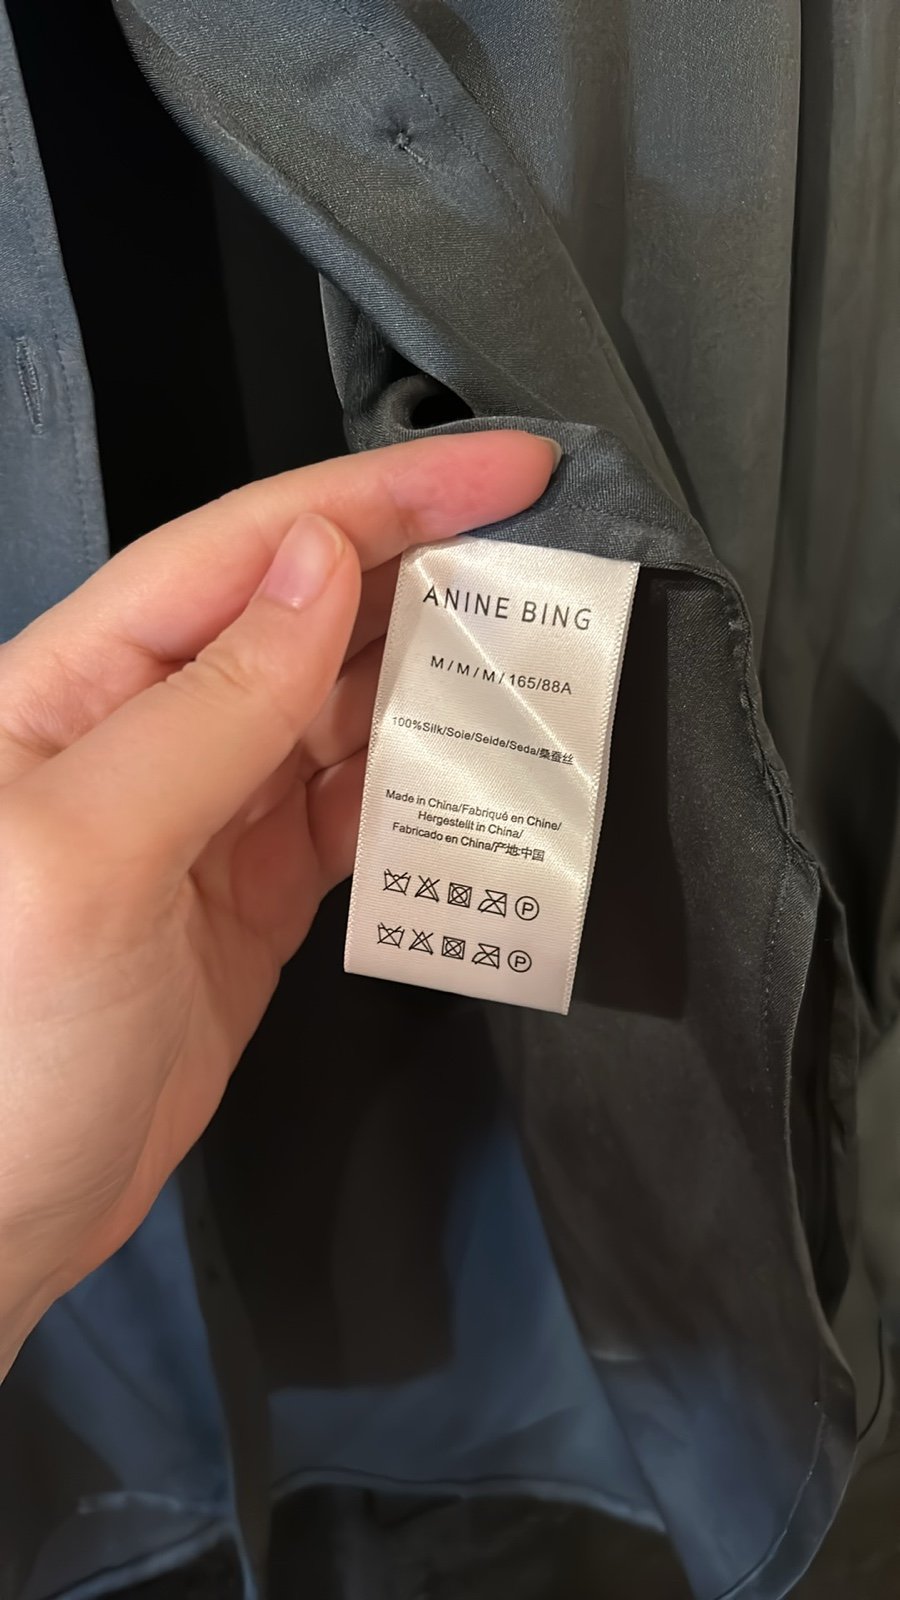 ANINE BING
M/M/M/165/88A
100%Silk/Soie/Seide/Seda/桑蚕丝
Made in China/Fabriqué en Chine/
Hergestellt in China/
Fabricado en China/产地:中国
P
P